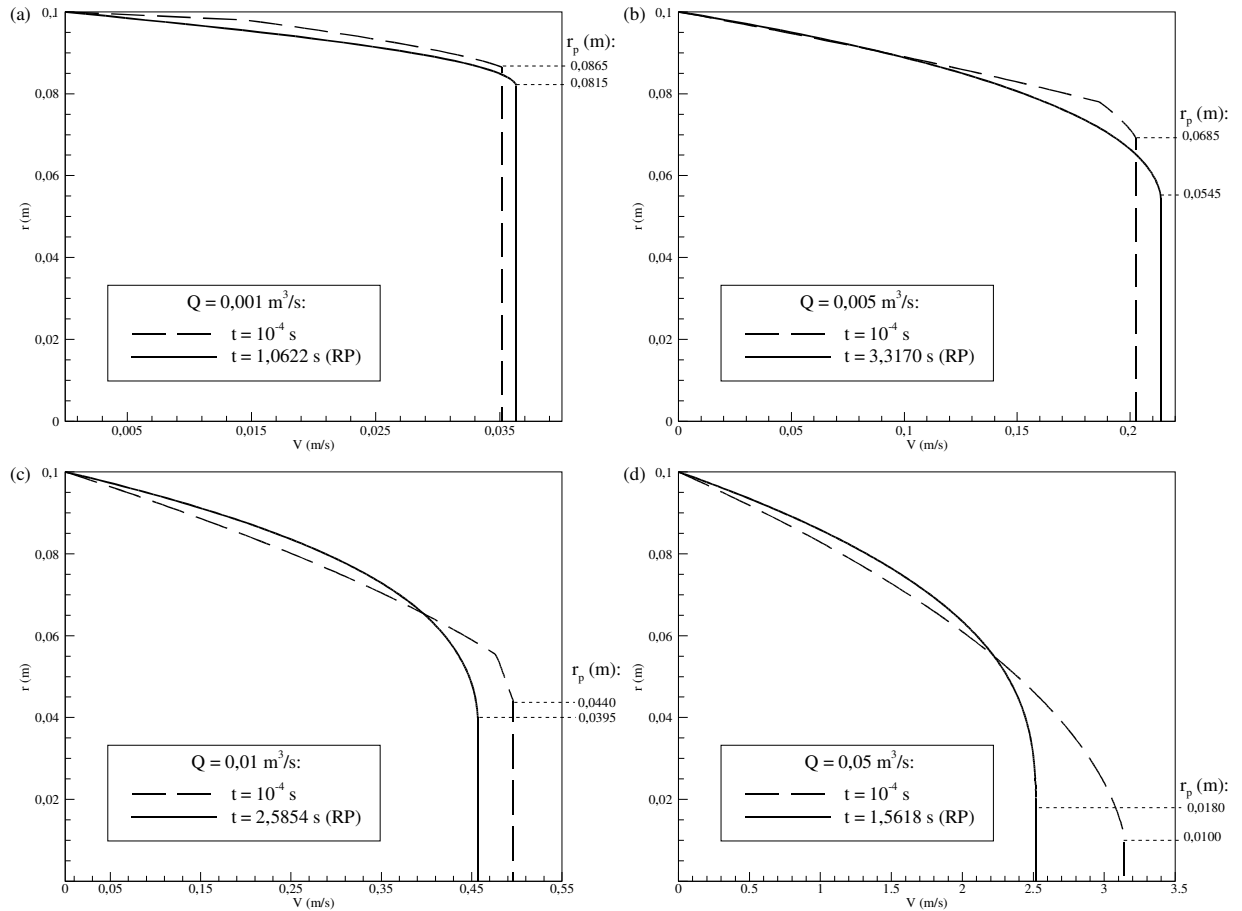 (a)
0,1
0,08
0,06
0,04
0,02
0
r (m)
r_p (m):
0,0865
0,0815
Q = 0,001 m³/s:
t = 10⁻⁴ s
t = 1,0622 s (RP)
0,005
0,015
0,025
0,035
V (m/s)
(b)
0,1
0,08
0,06
0,04
0,02
0
r (m)
r_p (m):
0,0685
0,0545
Q = 0,005 m³/s:
t = 10⁻⁴ s
t = 3,3170 s (RP)
0
0,05
0,1
0,15
0,2
V (m/s)
(c)
0,1
0,08
0,06
0,04
0,02
r (m)
r_p (m):
0,0440
0,0395
Q = 0,01 m³/s:
t = 10⁻⁴ s
t = 2,5854 s (RP)
0
0,05
0,15
0,25
0,35
0,45
0,55
V (m/s)
(d)
0,1
0,08
0,06
0,04
0,02
r (m)
r_p (m):
0,0180
0,0100
Q = 0,05 m³/s:
t = 10⁻⁴ s
t = 1,5618 s (RP)
0
0.5
1
1.5
2
2.5
3
3.5
V (m/s)